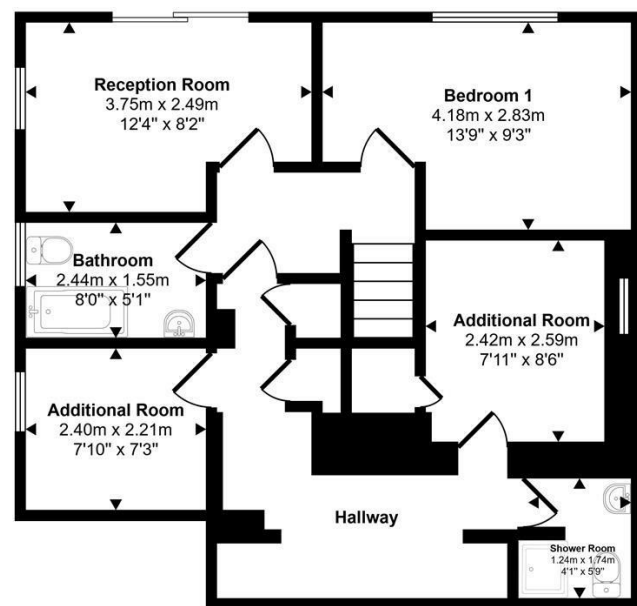 Reception Room
3.75m x 2.49m
12'4" x 8'2"
Bedroom 1
4.18m x 2.83m
13'9" x 9'3"
Bathroom
2.44m x 1.55m
8'0" x 5'1"
Additional Room
2.42m x 2.59m
7'11" x 8'6"
Additional Room
2.40m x 2.21m
7'10" x 7'3"
Hallway
Shower Room
1.24m x 1.74m
4'1" x 5'9"